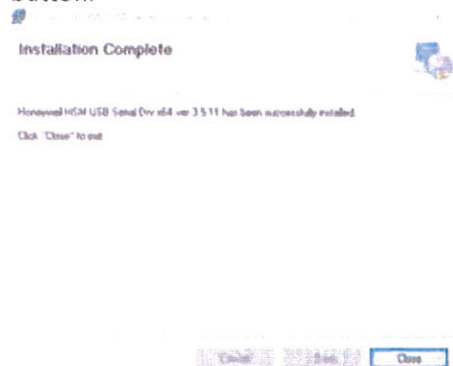 button.
Installation Complete
Honeywell HSM USB Serial Drv x64 ver 3.5.11 has been successfully installed.
Click "Close" to exit
Cancel Back Close